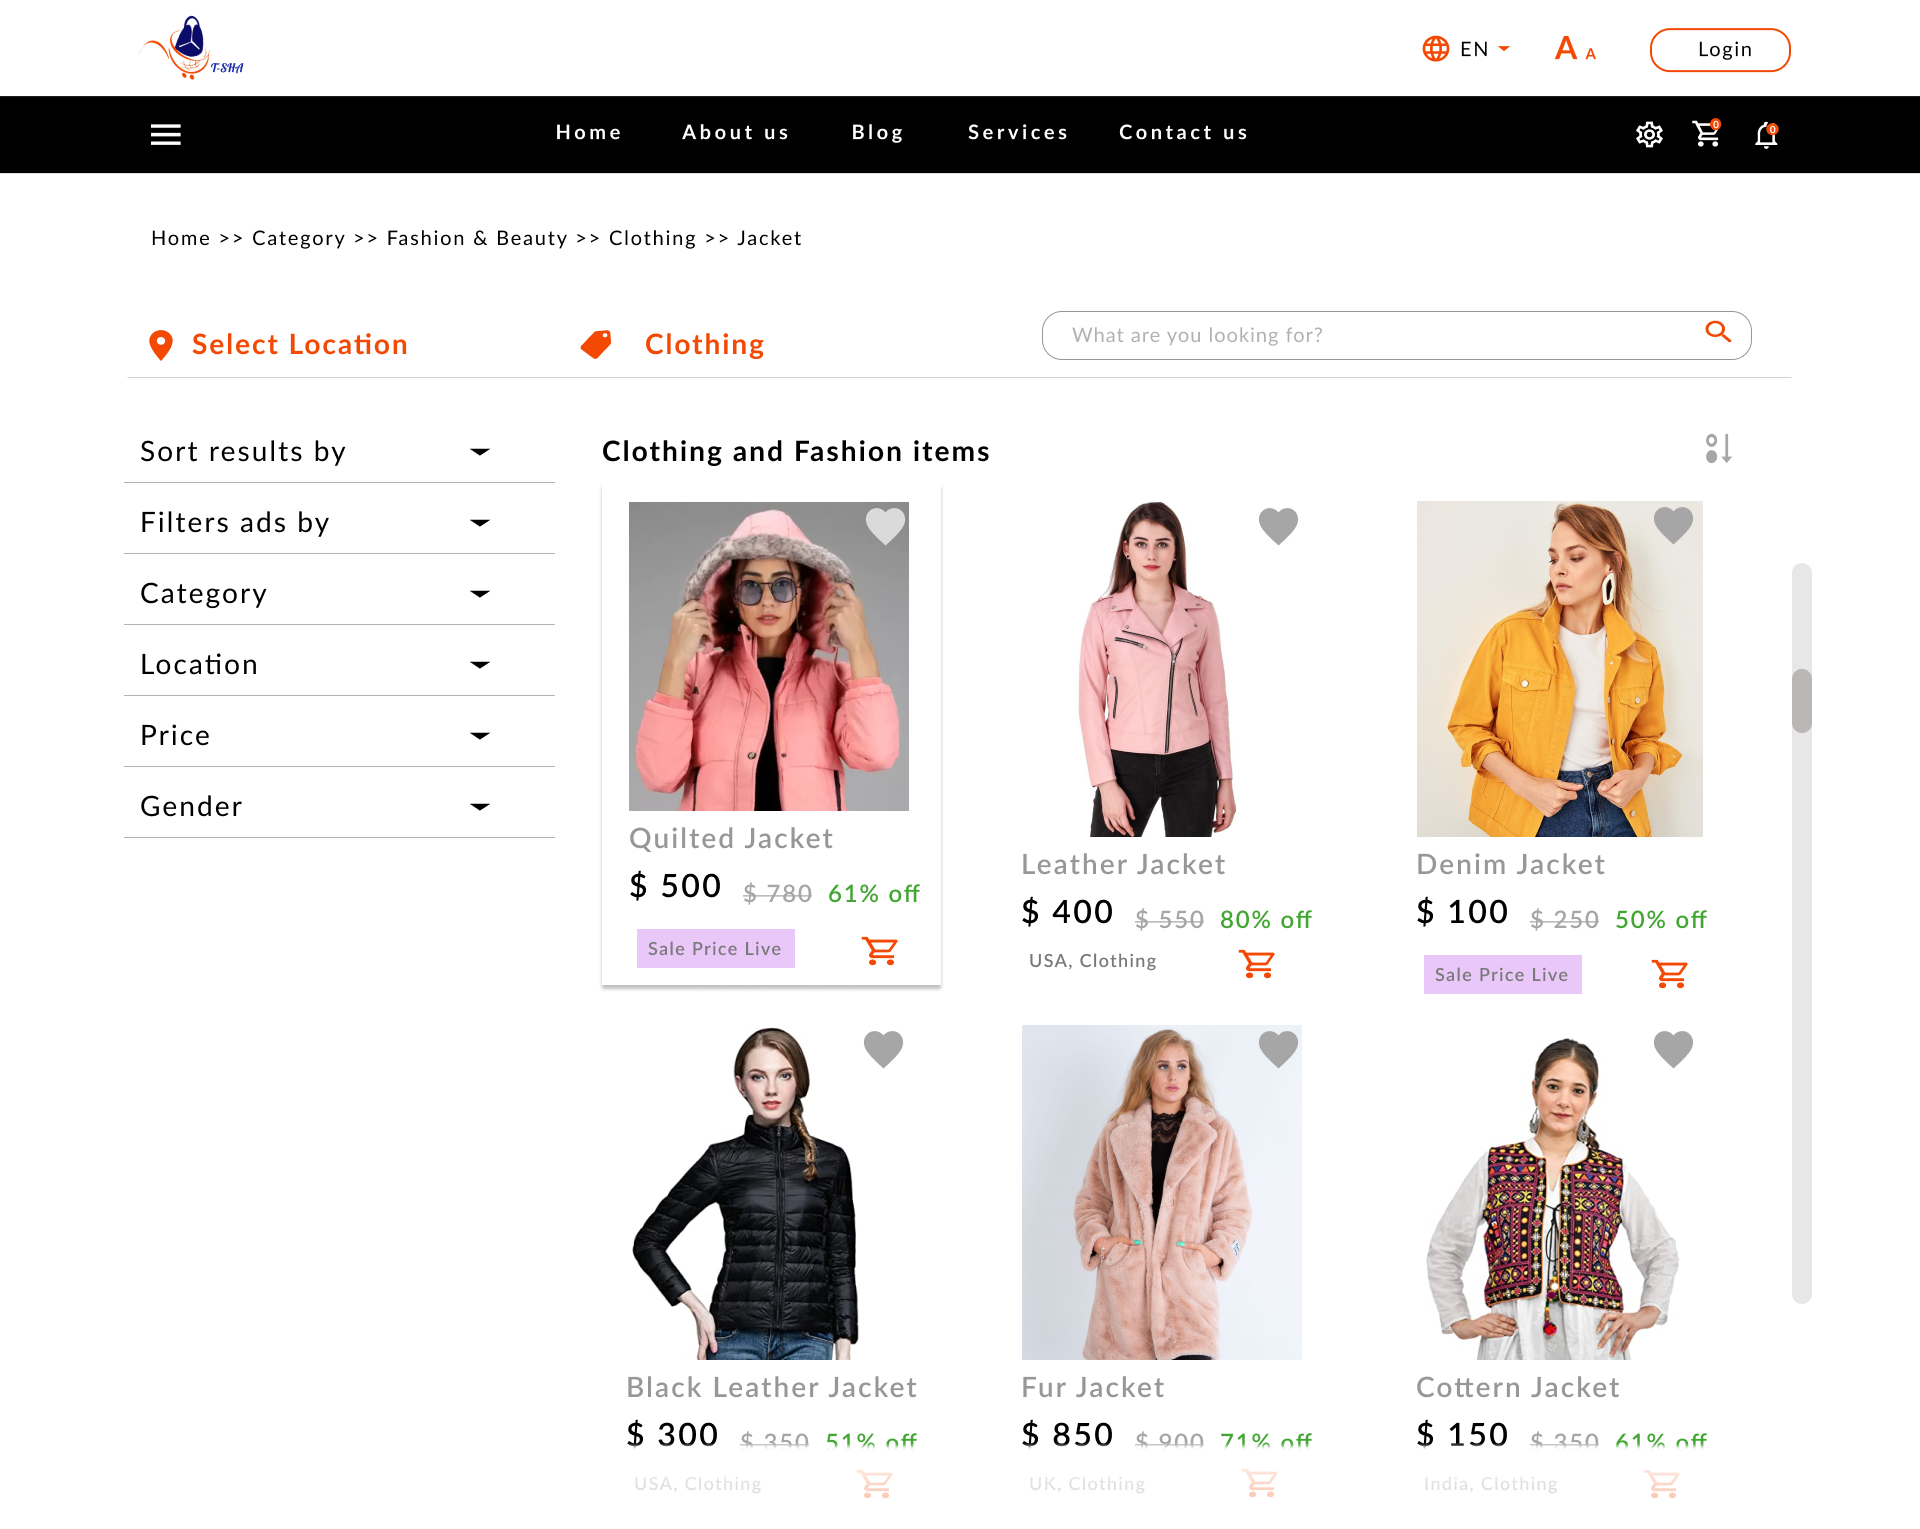 T-SHA
EN
A A
Login
Home About us Blog Services Contact us
0
0
Home >> Category >> Fashion & Beauty >> Clothing >> Jacket
Select Location
Clothing
What are you looking for?
Sort results by
Filters ads by
Category
Location
Price
Gender
Clothing and Fashion items
Quilted Jacket
$ 500 $ 780 61% off
Sale Price Live
Leather Jacket
$ 400 $ 550 80% off
USA, Clothing
Denim Jacket
$ 100 $ 250 50% off
Sale Price Live
Black Leather Jacket
$ 300 $ 350 51% off
USA, Clothing
Fur Jacket
$ 850 $ 900 71% off
UK, Clothing
Cottern Jacket
$ 150 $ 350 61% off
India, Clothing